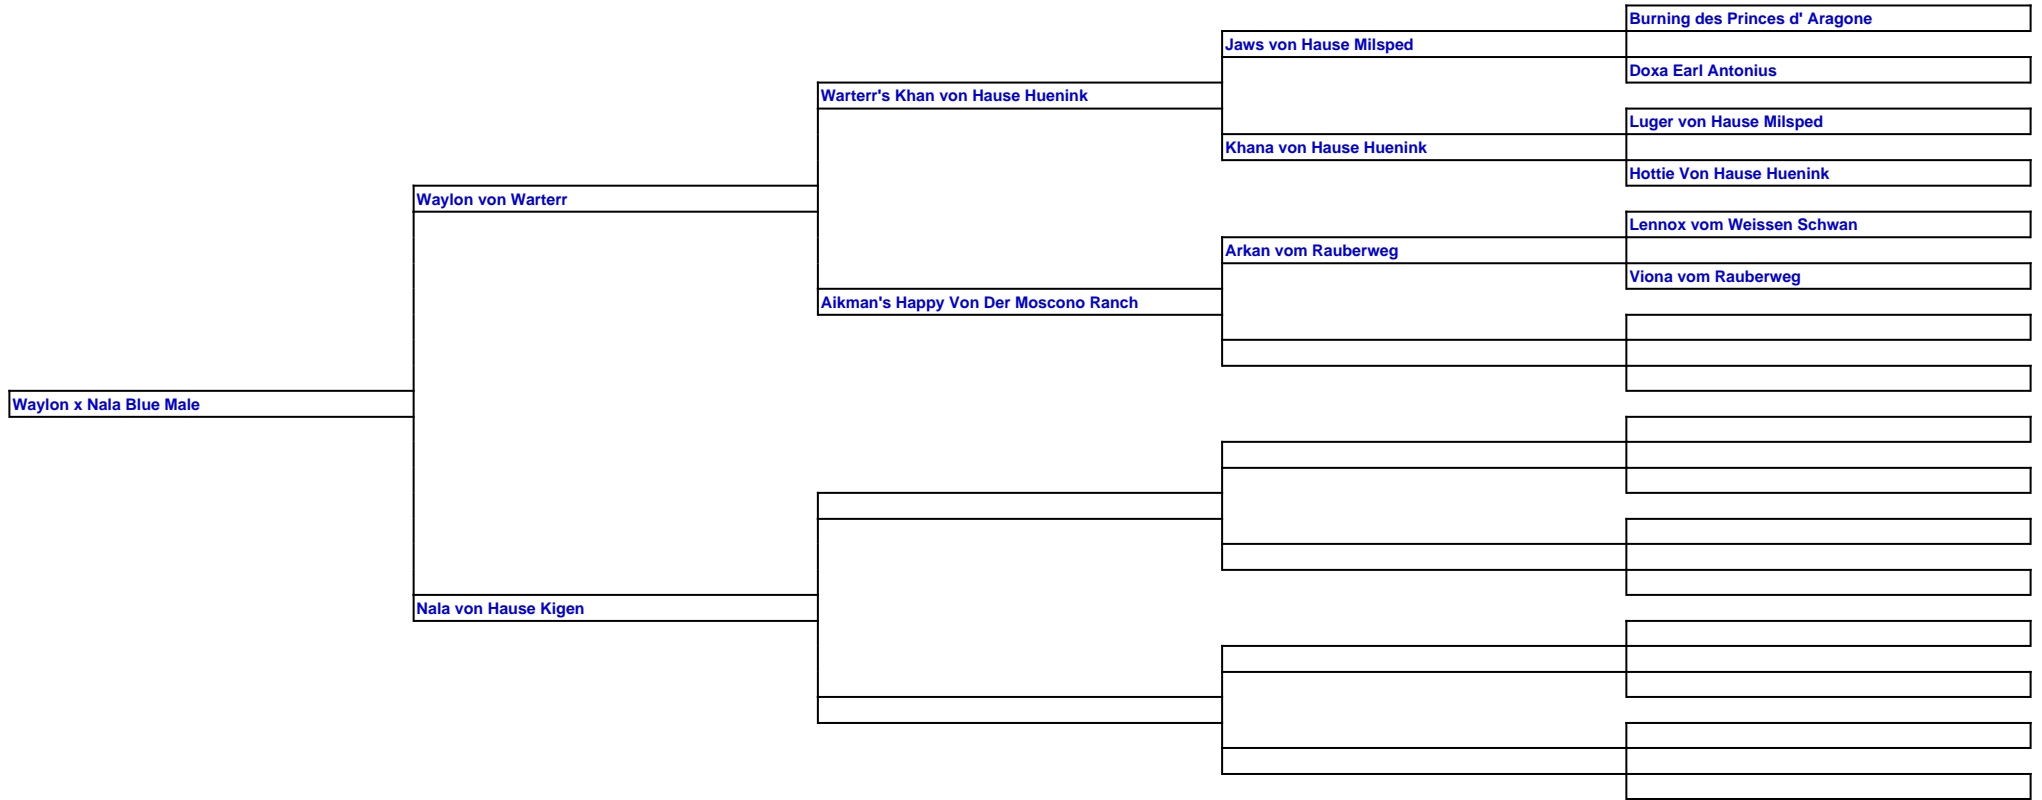 Burning des Princes d' Aragone
Jaws von Hause Milsped
Doxa Earl Antonius
Warterr's Khan von Hause Huenink
Luger von Hause Milsped
Khana von Hause Huenink
Hottie Von Hause Huenink
Waylon von Warterr
Lennox vom Weissen Schwan
Arkan vom Rauberweg
Viona vom Rauberweg
Aikman's Happy Von Der Moscono Ranch
Waylon x Nala Blue Male
Nala von Hause Kigen